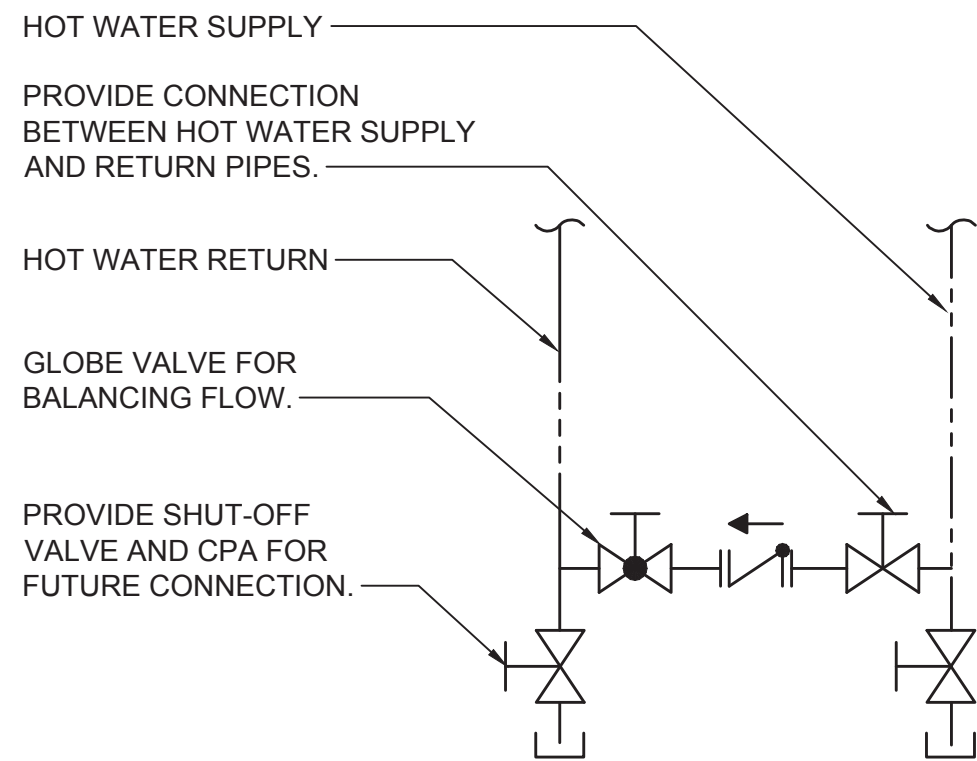 HOT WATER SUPPLY
PROVIDE CONNECTION
BETWEEN HOT WATER SUPPLY
AND RETURN PIPES.
HOT WATER RETURN
GLOBE VALVE FOR
BALANCING FLOW.
PROVIDE SHUT-OFF
VALVE AND CPA FOR
FUTURE CONNECTION.